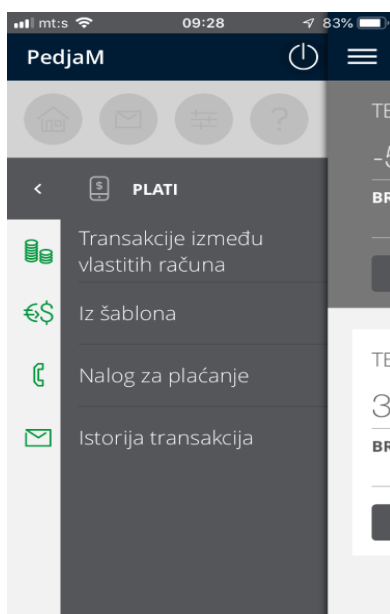 mt:s 09:28 83%
PedjaM
?
TE
-5
< $ PLATI
BR
Transakcije između
vlastitih računa
€$ Iz šablona
Nalog za plaćanje
TE
3
Istorija transakcija
BR